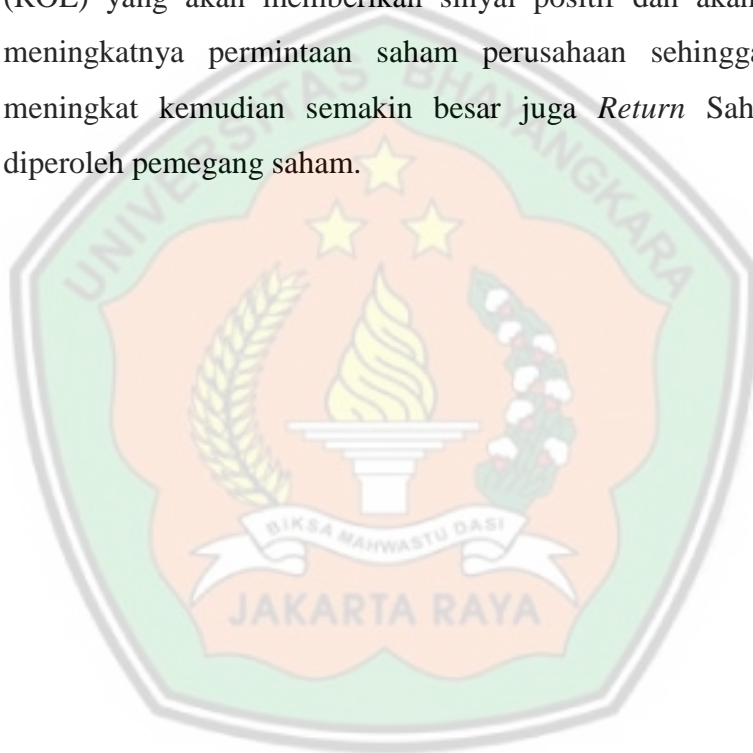 (ROE) yang akan memberikan sinyal positif dan akan
meningkatnya permintaan saham perusahaan sehingga
meningkat kemudian semakin besar juga Return Sah
diperoleh pemegang saham.
UNIVERSITAS BHAYANGKARA
BIKSA MAHWASTU DASI
JAKARTA RAYA